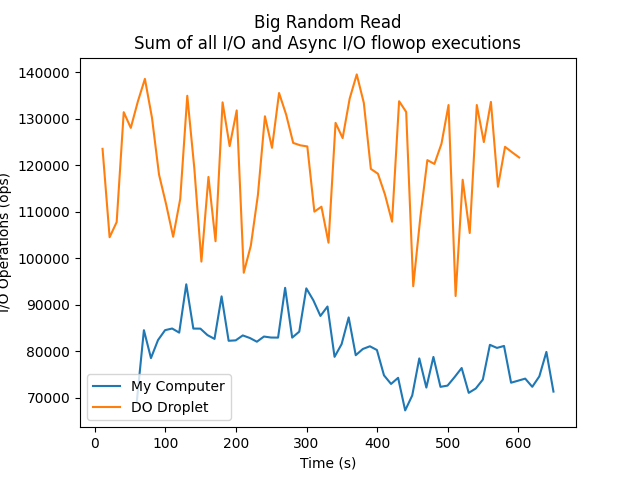 Big Random Read
Sum of all I/O and Async I/O flowop executions
I/O Operations (ops)
140000
130000
120000
110000
100000
90000
80000
70000
My Computer
DO Droplet
0 100 200 300 400 500 600
Time (s)